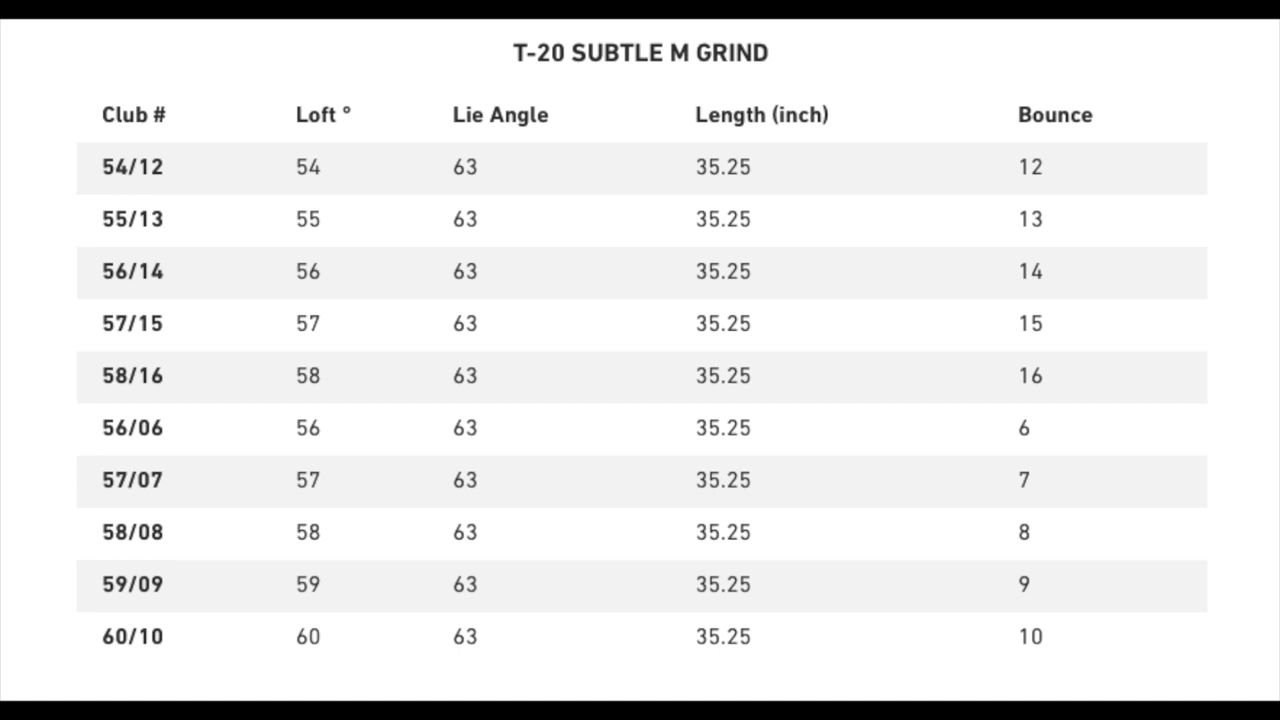 T-20 SUBTLE M GRIND
Club # Loft ° Lie Angle Length (inch) Bounce
54/12 54 63 35.25 12
55/13 55 63 35.25 13
56/14 56 63 35.25 14
57/15 57 63 35.25 15
58/16 58 63 35.25 16
56/06 56 63 35.25 6
57/07 57 63 35.25 7
58/08 58 63 35.25 8
59/09 59 63 35.25 9
60/10 60 63 35.25 10